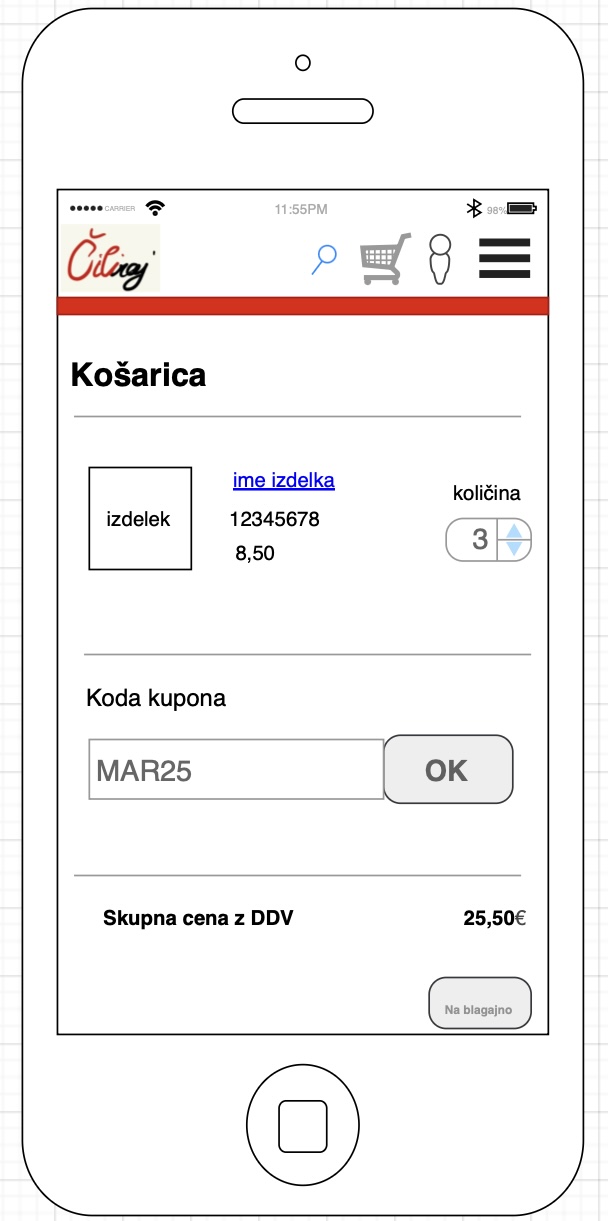 CARRIER 11:55PM 98%
Čiliraj'
Košarica
izdelek
ime izdelka
12345678
8,50
količina
3
Koda kupona
MAR25 OK
Skupna cena z DDV 25,50€
Na blagajno